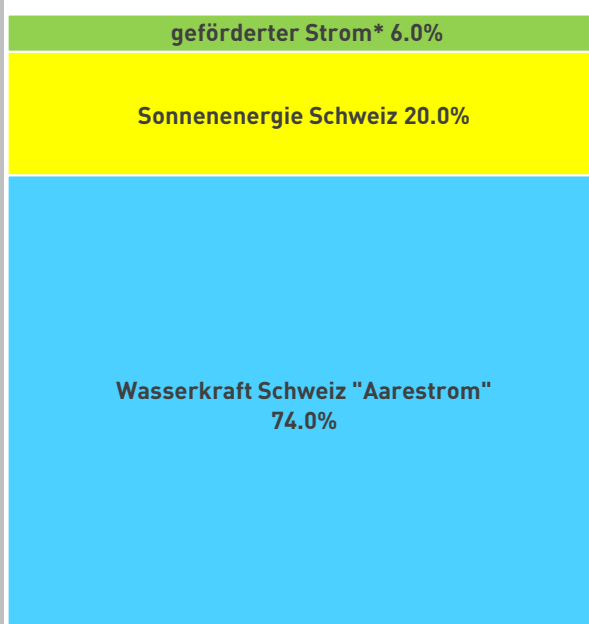 geförderter Strom* 6.0%
Sonnenenergie Schweiz 20.0%
Wasserkraft Schweiz "Aarestrom"
74.0%